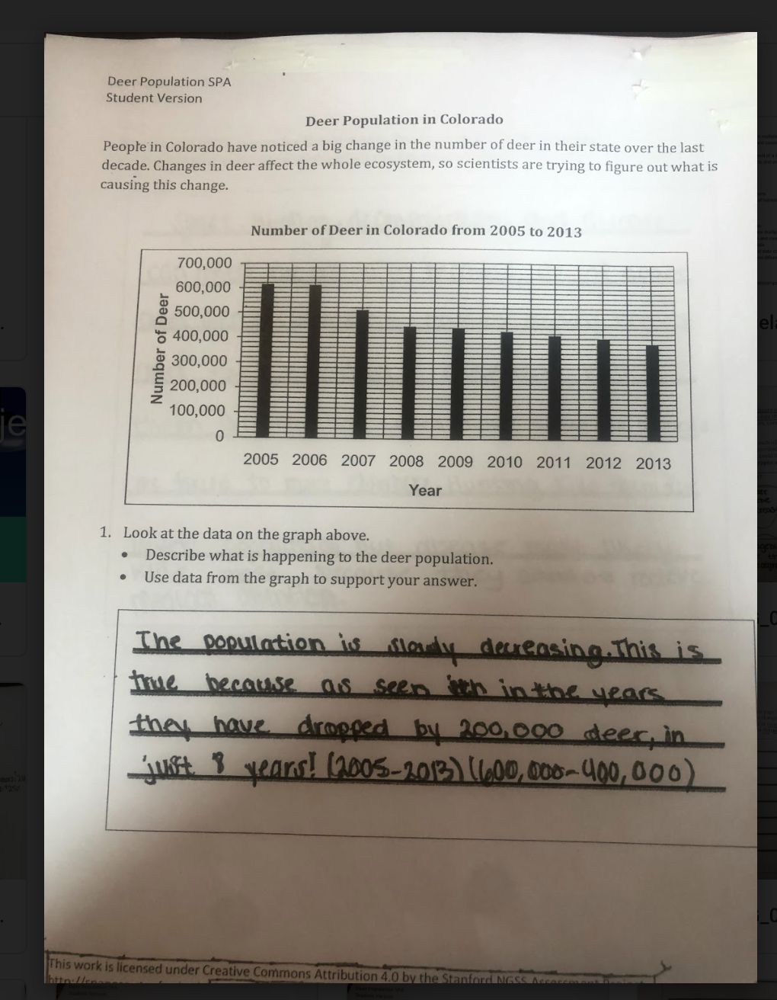 Deer Population SPA
Student Version
Deer Population in Colorado
People in Colorado have noticed a big change in the number of deer in their state over the last
decade. Changes in deer affect the whole ecosystem, so scientists are trying to figure out what is
causing this change.
Number of Deer in Colorado from 2005 to 2013
700,000
600,000
500,000
400,000
300,000
200,000
100,000
0
Number of Deer
2005 2006 2007 2008 2009 2010 2011 2012 2013
Year
1. Look at the data on the graph above.
• Describe what is happening to the deer population.
• Use data from the graph to support your answer.
The population is slowly decreasing. This is
true because as seen in the years
they have dropped by 200,000 deer, in
just 8 years! (2005-2013) (600,000-400,000)
This work is licensed under Creative Commons Attribution 4.0 by the Stanford NGSS Assessment Project